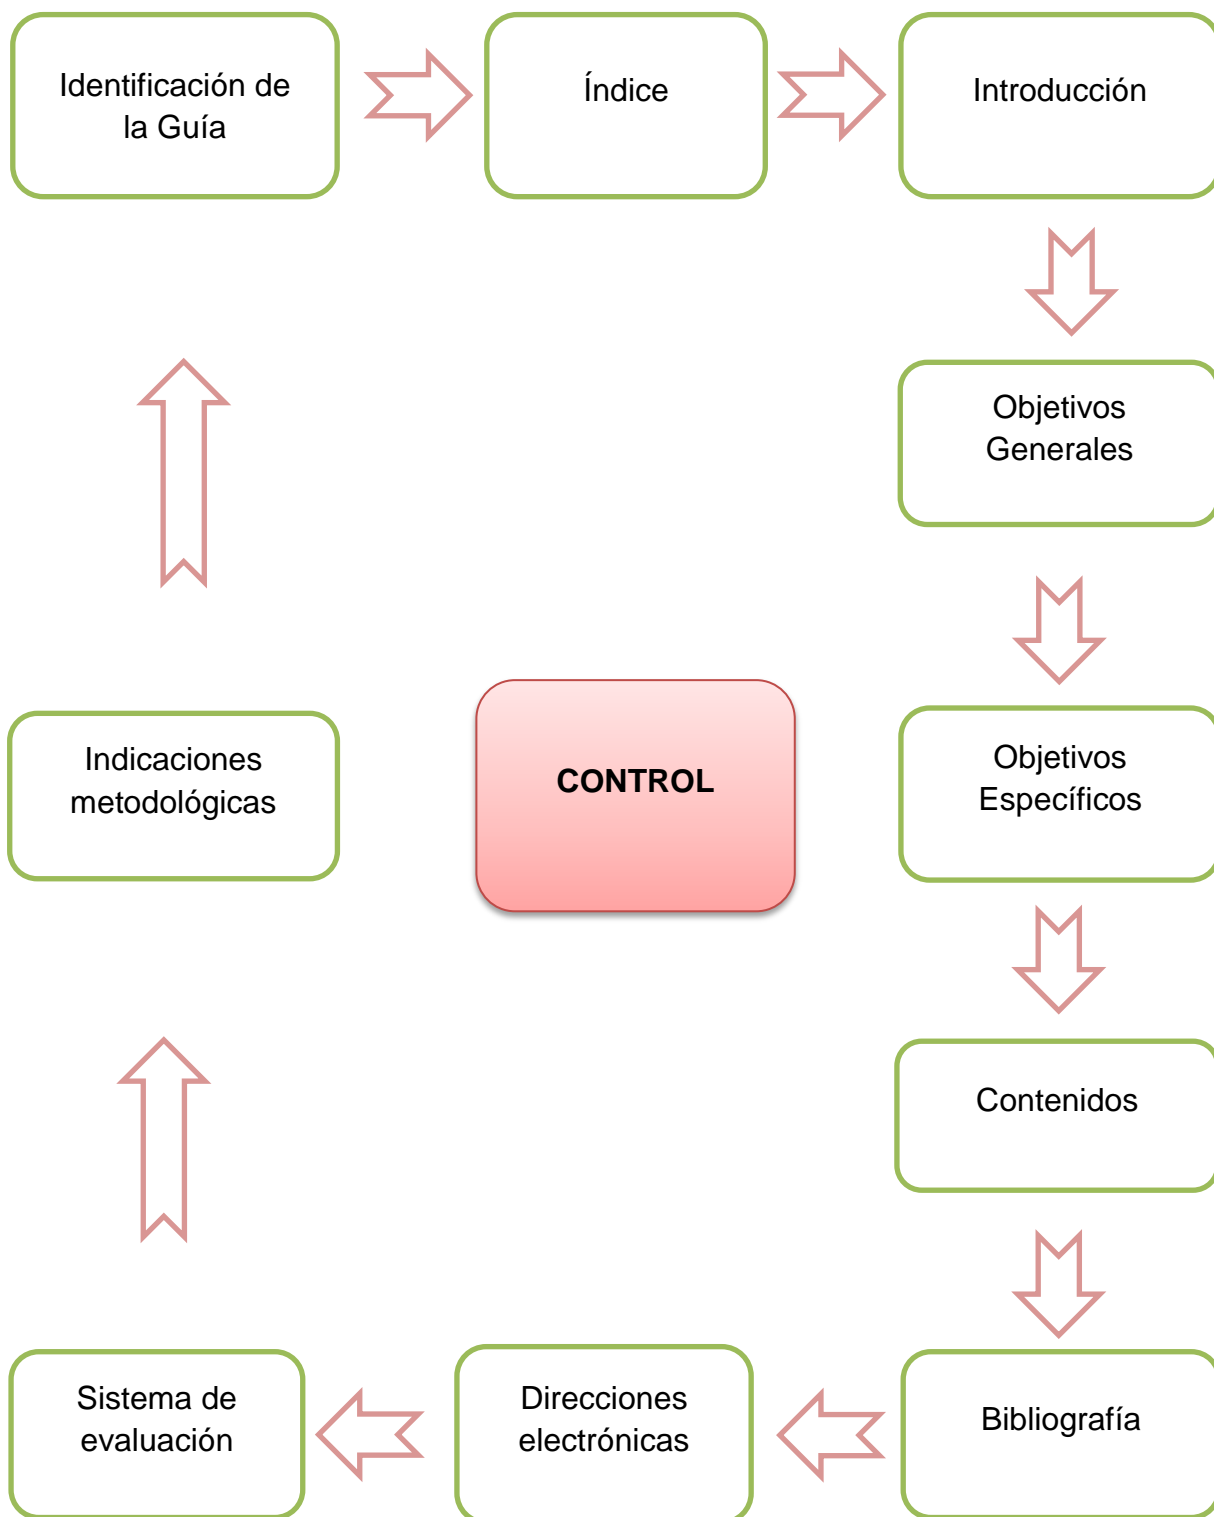 Identificación de
la Guía
Índice
Introducción
Objetivos
Generales
Objetivos
Específicos
Contenidos
Bibliografía
Direcciones
electrónicas
Sistema de
evaluación
Indicaciones
metodológicas
CONTROL